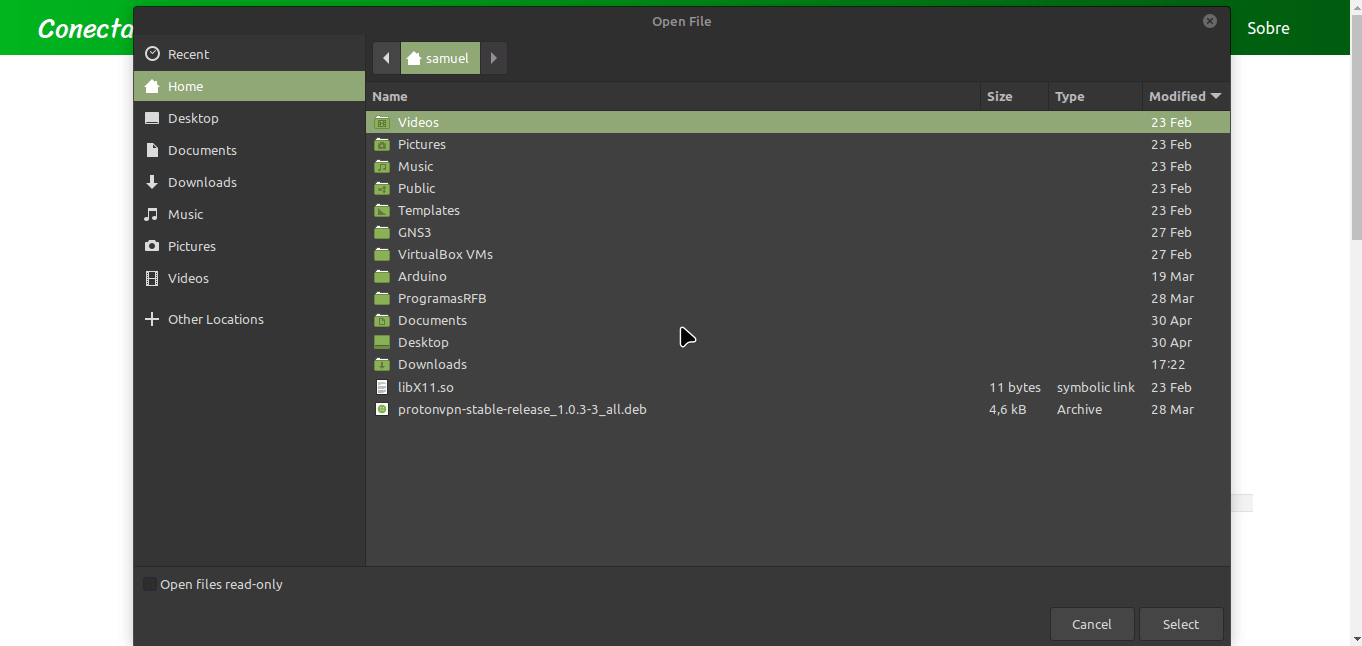 Conecta
Sobre
Open File
Recent
Home
Desktop
Documents
Downloads
Music
Pictures
Videos
Other Locations
samuel
Name Size Type Modified
Videos 23 Feb
Pictures 23 Feb
Music 23 Feb
Public 23 Feb
Templates 23 Feb
GNS3 27 Feb
VirtualBox VMs 27 Feb
Arduino 19 Mar
ProgramasRFB 28 Mar
Documents 30 Apr
Desktop 30 Apr
Downloads 17:22
libX11.so 11 bytes symbolic link 23 Feb
protonvpn-stable-release_1.0.3-3_all.deb 4,6 kB Archive 28 Mar
Open files read-only
Cancel Select